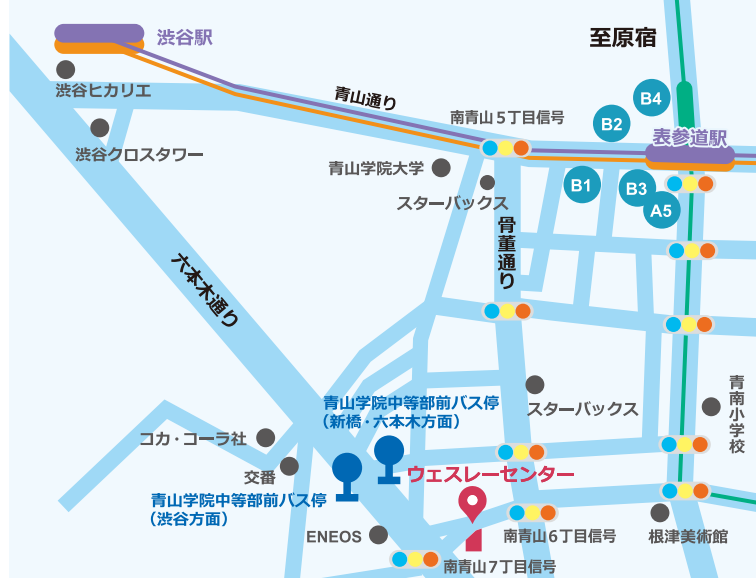 渋谷駅
至原宿
渋谷ヒカリエ
青山通り
B4
南青山5丁目信号
B2
表参道駅
渋谷クロスタワー
青山学院大学
B1
B3
スターバックス
A5
骨董通り
六本木通り
青南小学校
青山学院中等部前バス停
(新橋・六本木方面)
スターバックス
コカ・コーラ社
交番
ウェスレーセンター
青山学院中等部前バス停
(渋谷方面)
ENEOS
南青山6丁目信号
根津美術館
南青山7丁目信号